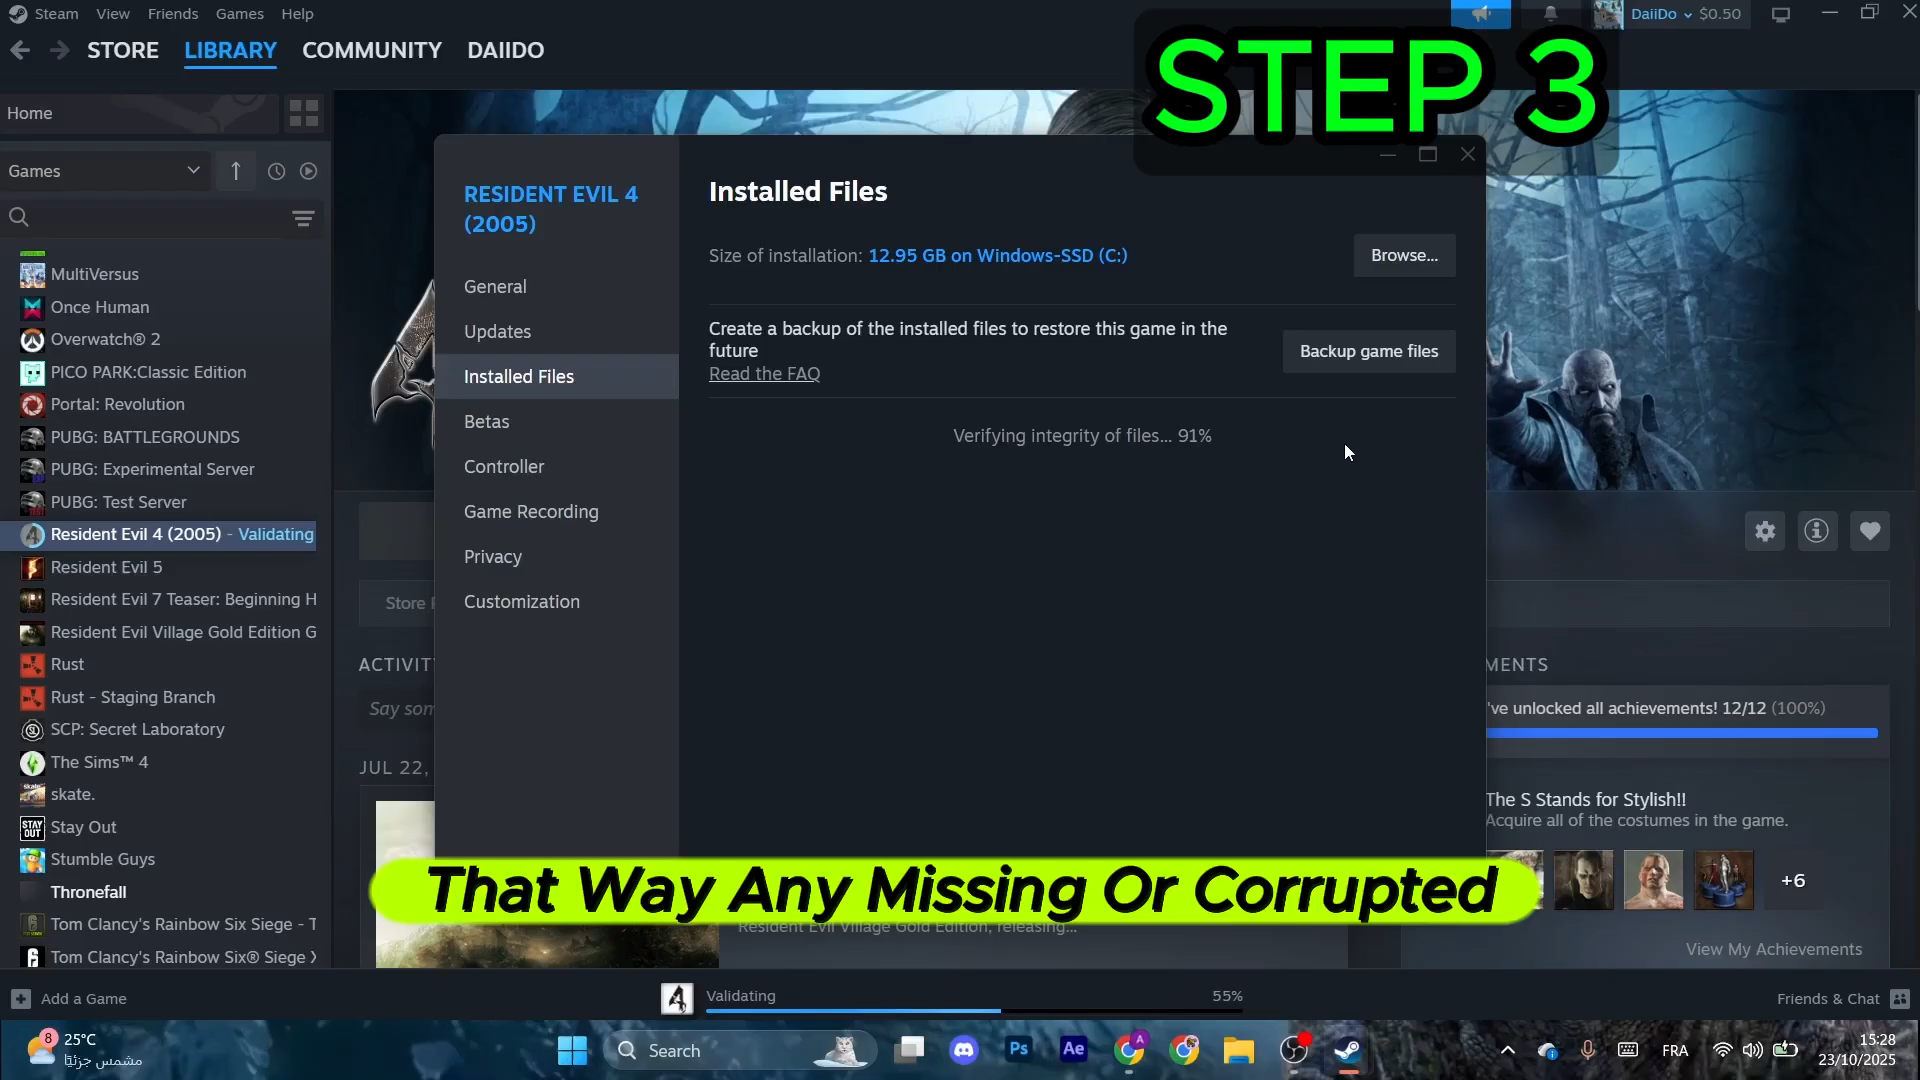 Steam View Friends Games Help
DaiiDo $0.50
STORE LIBRARY COMMUNITY DAIIDO
STEP 3
Home
Games
MultiVersus
Once Human
Overwatch® 2
PICO PARK:Classic Edition
Portal: Revolution
PUBG: BATTLEGROUNDS
PUBG: Experimental Server
PUBG: Test Server
Resident Evil 4 (2005) - Validating
Resident Evil 5
Resident Evil 7 Teaser: Beginning H
Resident Evil Village Gold Edition G
Rust
Rust - Staging Branch
SCP: Secret Laboratory
The Sims™ 4
skate.
Stay Out
Stumble Guys
Thronefall
Tom Clancy's Rainbow Six Siege - T
Tom Clancy's Rainbow Six® Siege X
RESIDENT EVIL 4
(2005)
General
Updates
Installed Files
Betas
Controller
Game Recording
Privacy
Customization
Installed Files
Size of installation: 12.95 GB on Windows-SSD (C:)
Browse...
Create a backup of the installed files to restore this game in the
future
Read the FAQ
Backup game files
Verifying integrity of files... 91%
Store
ACTIVIT
Say som
JUL 22,
MENTS
've unlocked all achievements! 12/12 (100%)
The S Stands for Stylish!!
Acquire all of the costumes in the game.
+6
View My Achievements
That Way Any Missing Or Corrupted
Resident Evil Village Gold Edition, releasing...
Add a Game
Validating 55%
Friends & Chat
8
25°C
مشمس جزئيًا
STAY OUT
Search
Ps
Ae
A
FRA
15:28
23/10/2025